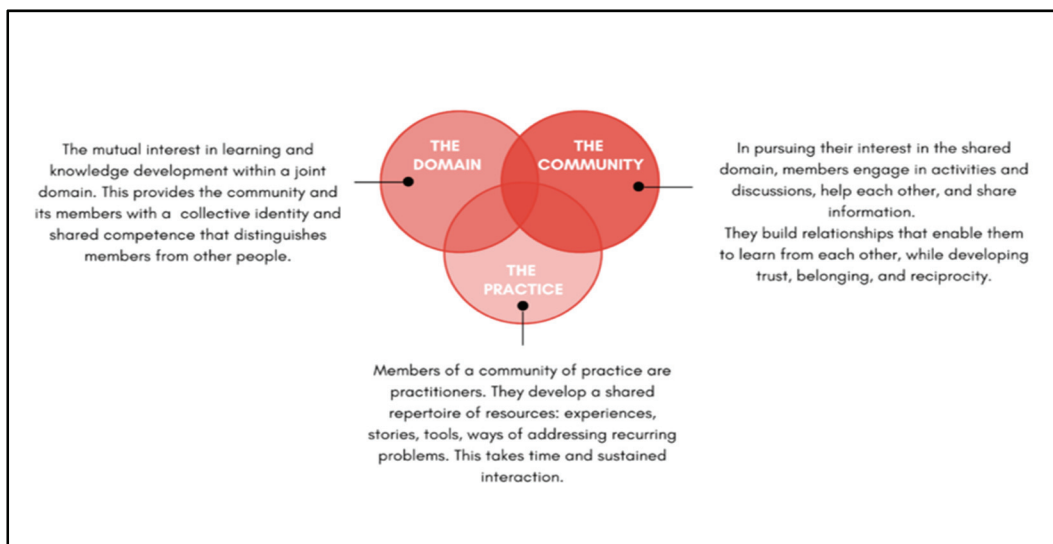 THE
DOMAIN
THE
COMMUNITY
THE
PRACTICE
The mutual interest in learning and
knowledge development within a joint
domain. This provides the community and
its members with a collective identity and
shared competence that distinguishes
members from other people.
In pursuing their interest in the shared
domain, members engage in activities and
discussions, help each other, and share
information.
They build relationships that enable them
to learn from each other, while developing
trust, belonging, and reciprocity.
Members of a community of practice are
practitioners. They develop a shared
repertoire of resources: experiences,
stories, tools, ways of addressing recurring
problems. This takes time and sustained
interaction.